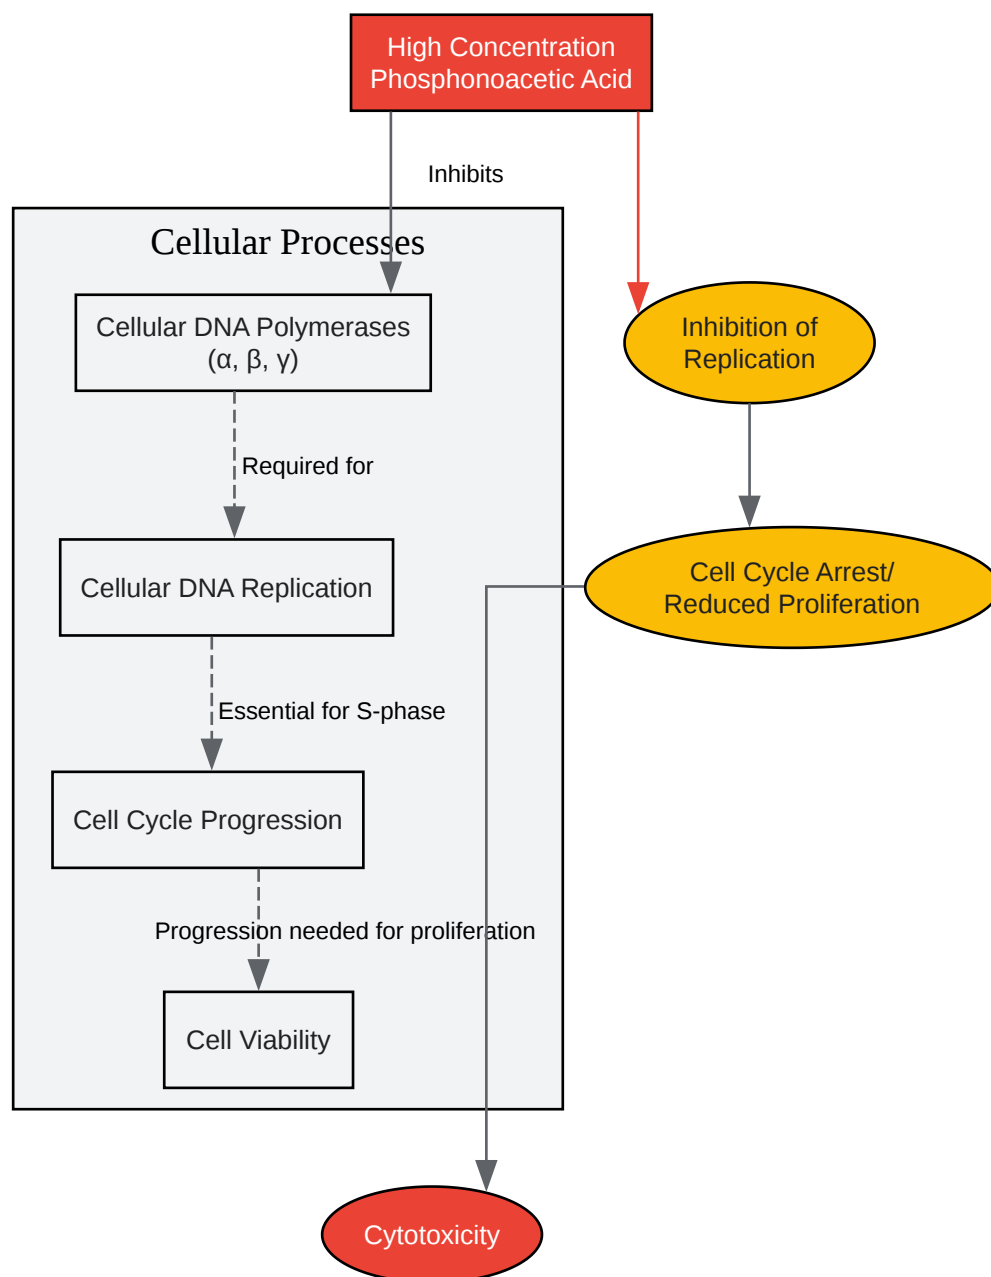 High Concentration
Phosphonoacetic Acid
Inhibits
Cellular Processes
Cellular DNA Polymerases
(α, β, γ)
Inhibition of
Replication
Required for
Cellular DNA Replication
Cell Cycle Arrest/
Reduced Proliferation
Essential for S-phase
Cell Cycle Progression
Progression needed for proliferation
Cell Viability
Cytotoxicity